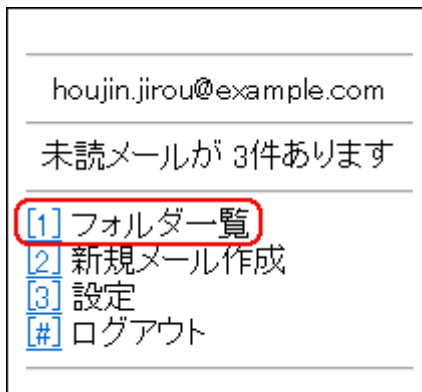 houjin.jirou@example.com
未読メールが 3件あります
[1] フォルダ一覧
[2] 新規メール作成
[3] 設定
[#] ログアウト